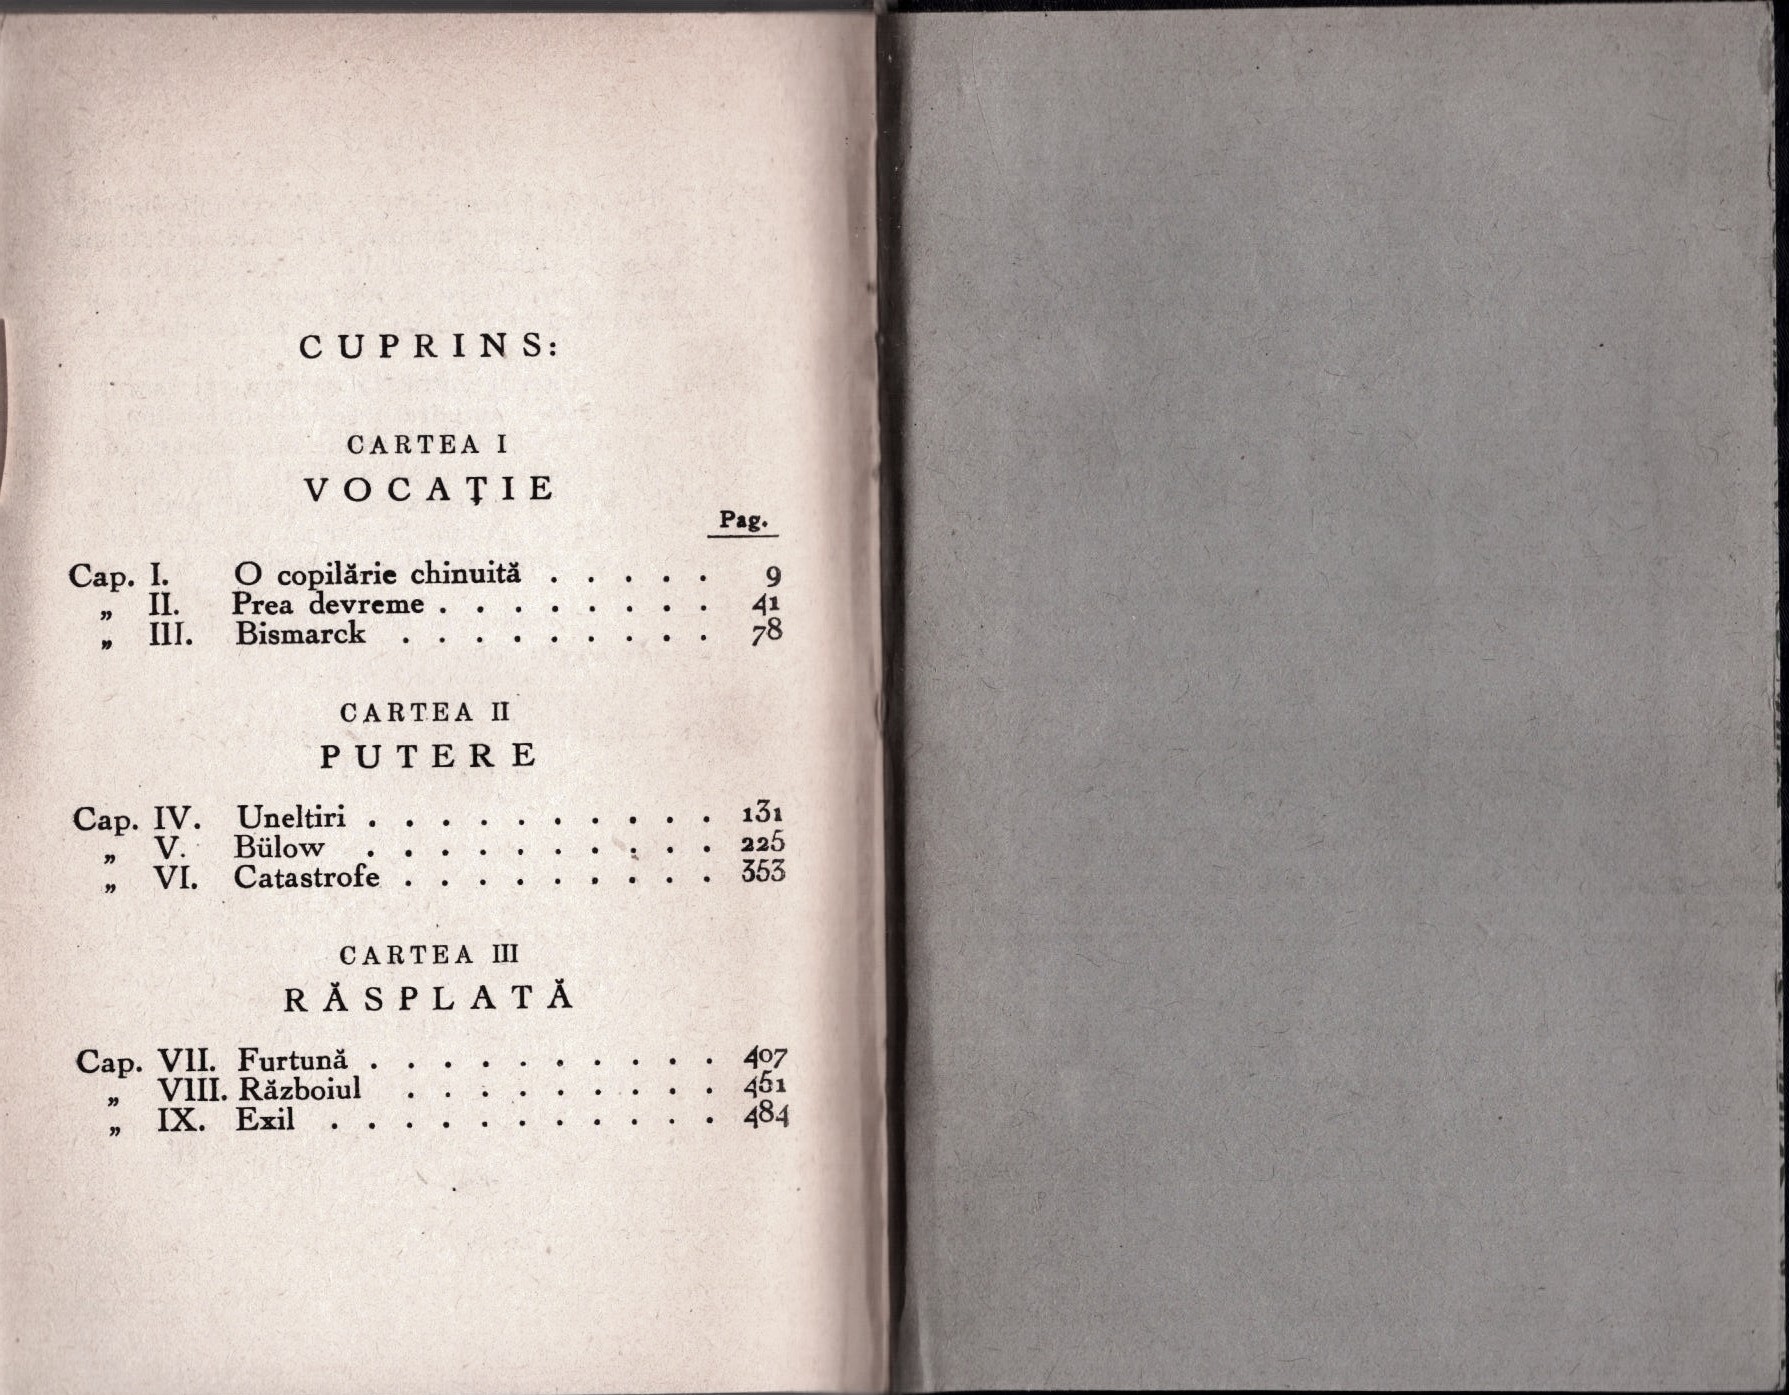 CUPRINS:
CARTEA I
VOCAȚIE
Pag.
Cap. I. O copilărie chinuită . . . . . 9
„ II. Prea devreme . . . . . . . . 41
„ III. Bismarck . . . . . . . . . 78
CARTEA II
PUTERE
Cap. IV. Uneltiri . . . . . . . . . . 131
„ V. Bülow . . . . . . . . . . 225
„ VI. Catastrofe . . . . . . . . . 353
CARTEA III
RĂSPLATĂ
Cap. VII. Furtună . . . . . . . . . . 407
„ VIII. Războiul . . . . . . . . . 451
„ IX. Exil . . . . . . . . . . . 484